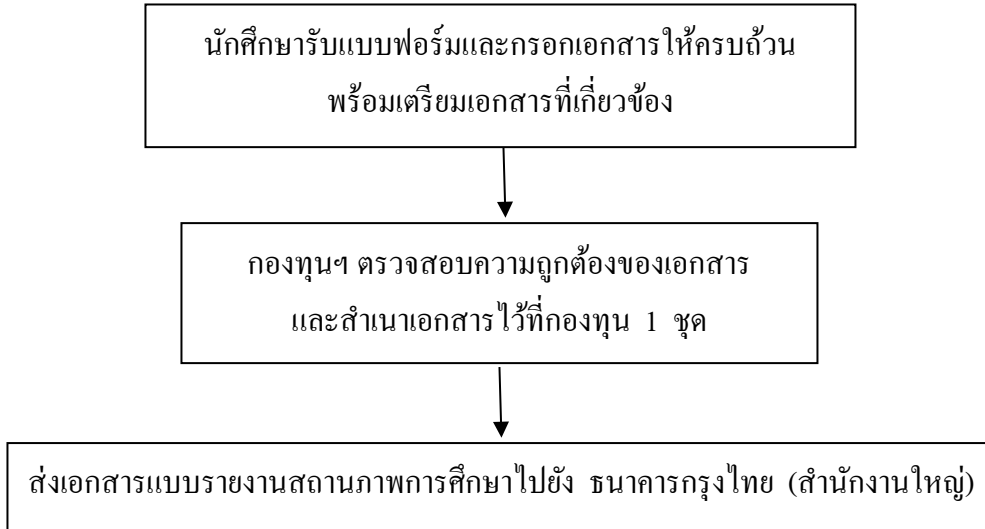 นักศึกษารับแบบฟอร์มและกรอกเอกสารให้ครบถ้วน
พร้อมเตรียมเอกสารที่เกี่ยวข้อง
กองทุนฯ ตรวจสอบความถูกต้องของเอกสาร
และสำเนาเอกสารไว้ที่กองทุน 1 ชุด
ส่งเอกสารแบบรายงานสถานภาพการศึกษาไปยัง ธนาคารกรุงไทย (สำนักงานใหญ่)